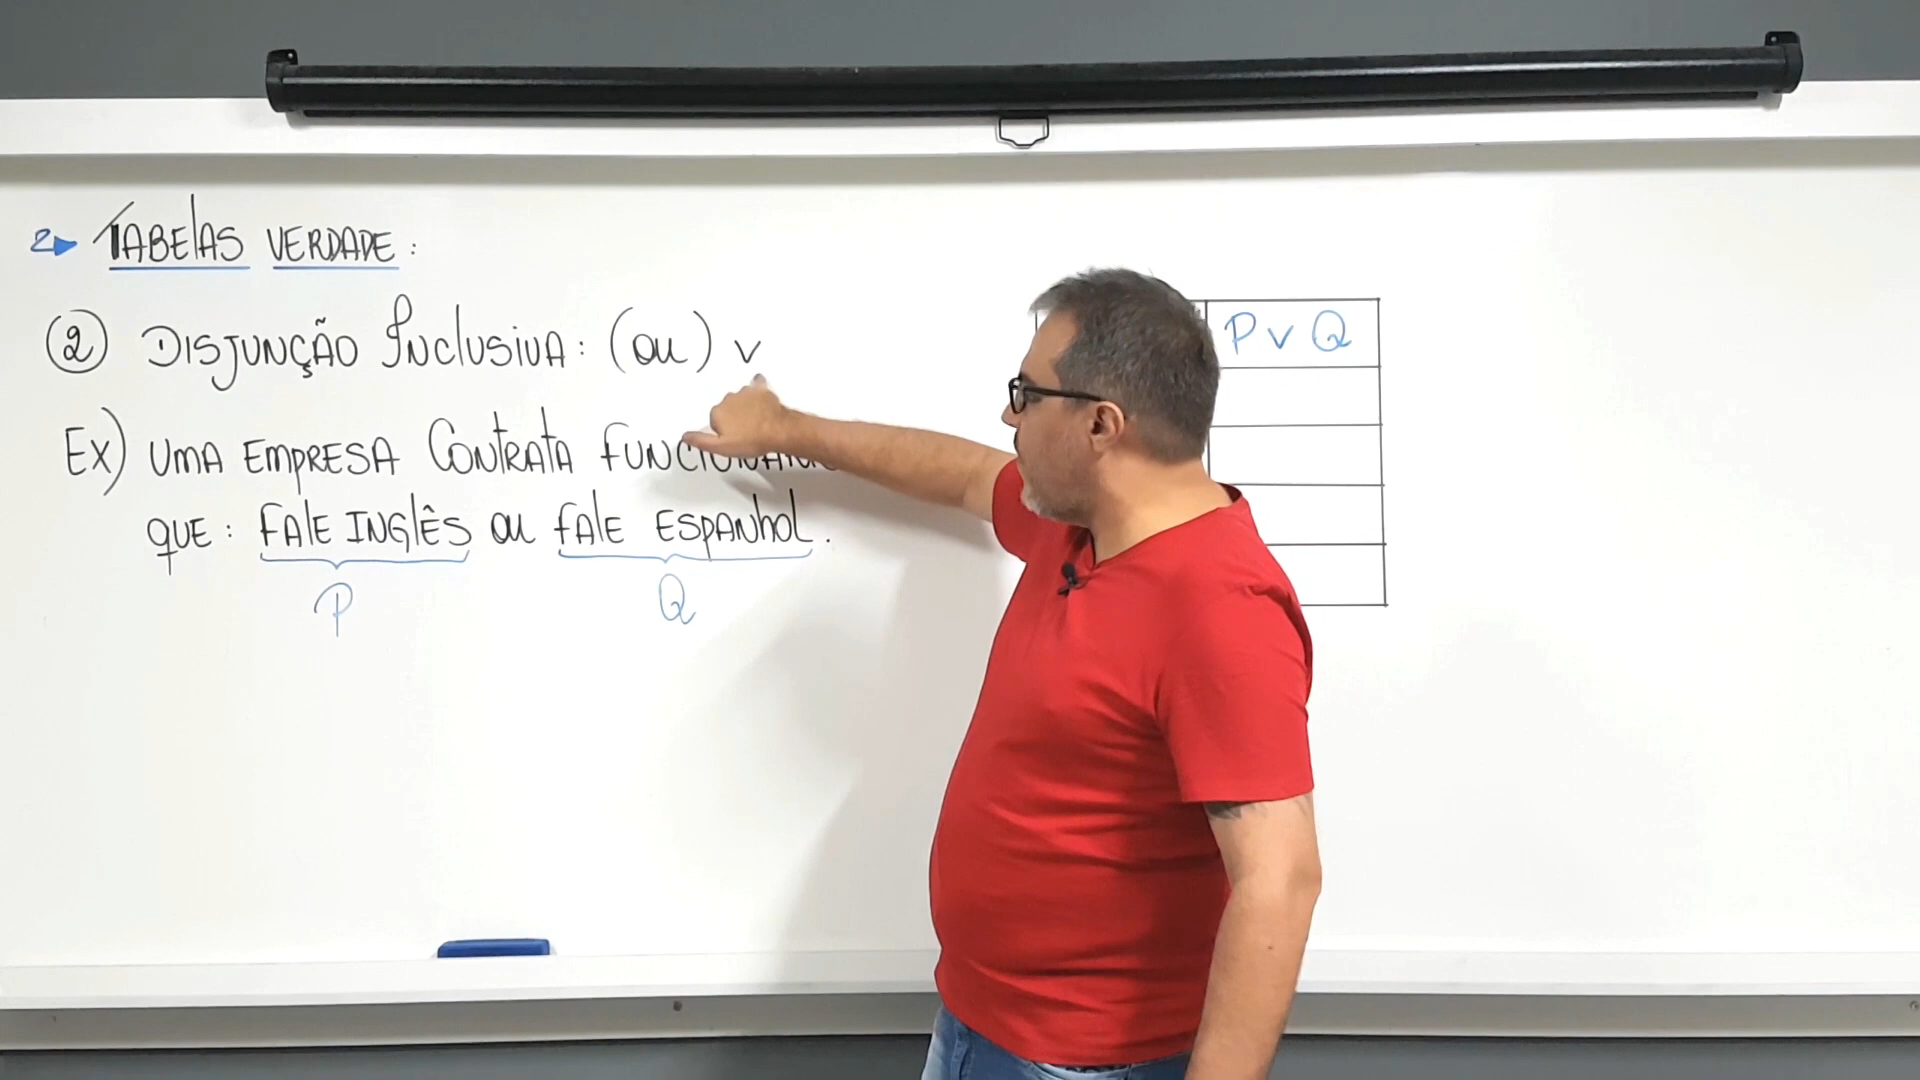 2► TABELAS VERDADE:
② DISJUNÇÃO INCLUSIVA: (OU) v
EX) UMA EMPRESA CONTRATA
QUE: FALE INGLÊS OU FALE ESPANHOL.
P Q
P v Q